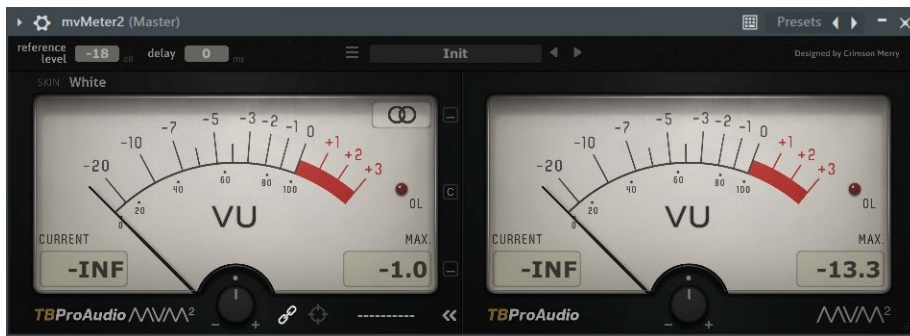 mvMeter2 (Master)
Presets
reference level -18 dB delay 0 ms
Init
Designed by Crimson Merry
SKIN White
-20 -10 -7 -5 -3 -2 -1 0 +1 +2 +3
0 20 40 60 80 100
VU
OL
CURRENT
MAX.
-INF
-1.0
C
TBProAudio MVM2
----------
-20 -10 -7 -5 -3 -2 -1 0 +1 +2 +3
0 20 40 60 80 100
VU
OL
CURRENT
MAX.
-INF
-13.3
TBProAudio
MVM2